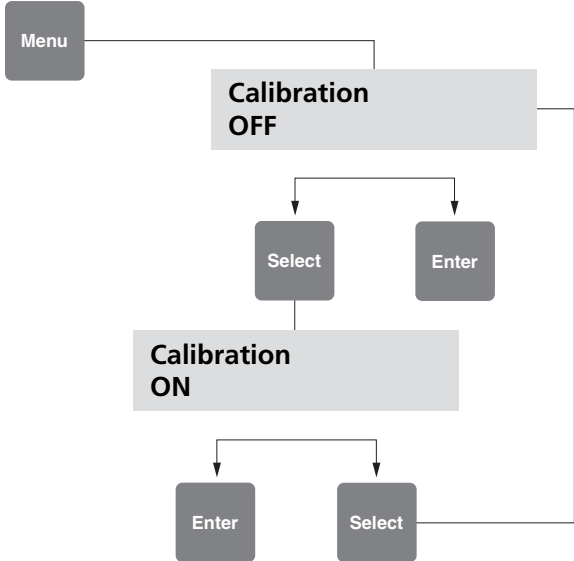 Menu
Calibration
OFF
Select
Enter
Calibration
ON
Enter
Select